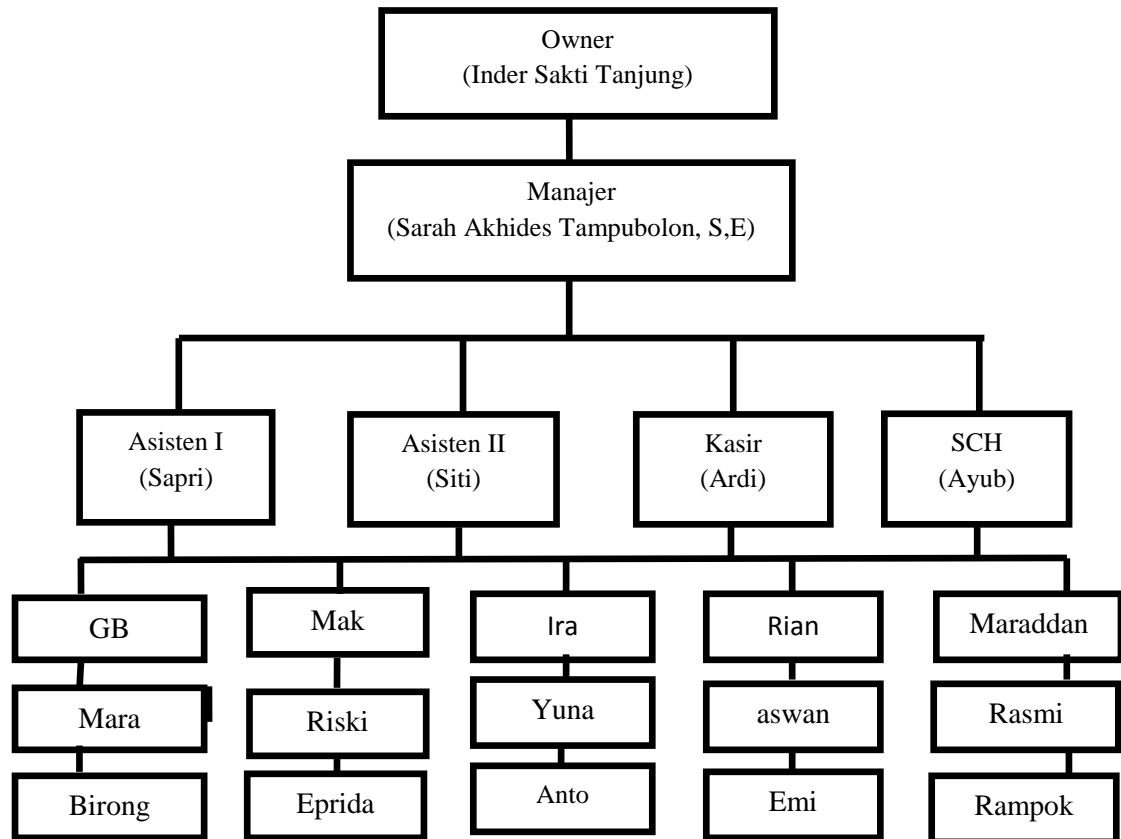 Owner
(Inder Sakti Tanjung)
Manajer
(Sarah Akhides Tampubolon, S,E)
Asisten I
(Sapri)
Asisten II
(Siti)
Kasir
(Ardi)
SCH
(Ayub)
GB
Mak
Ira
Rian
Maraddan
Mara
Riski
Yuna
aswan
Rasmi
Birong
Eprida
Anto
Emi
Rampok